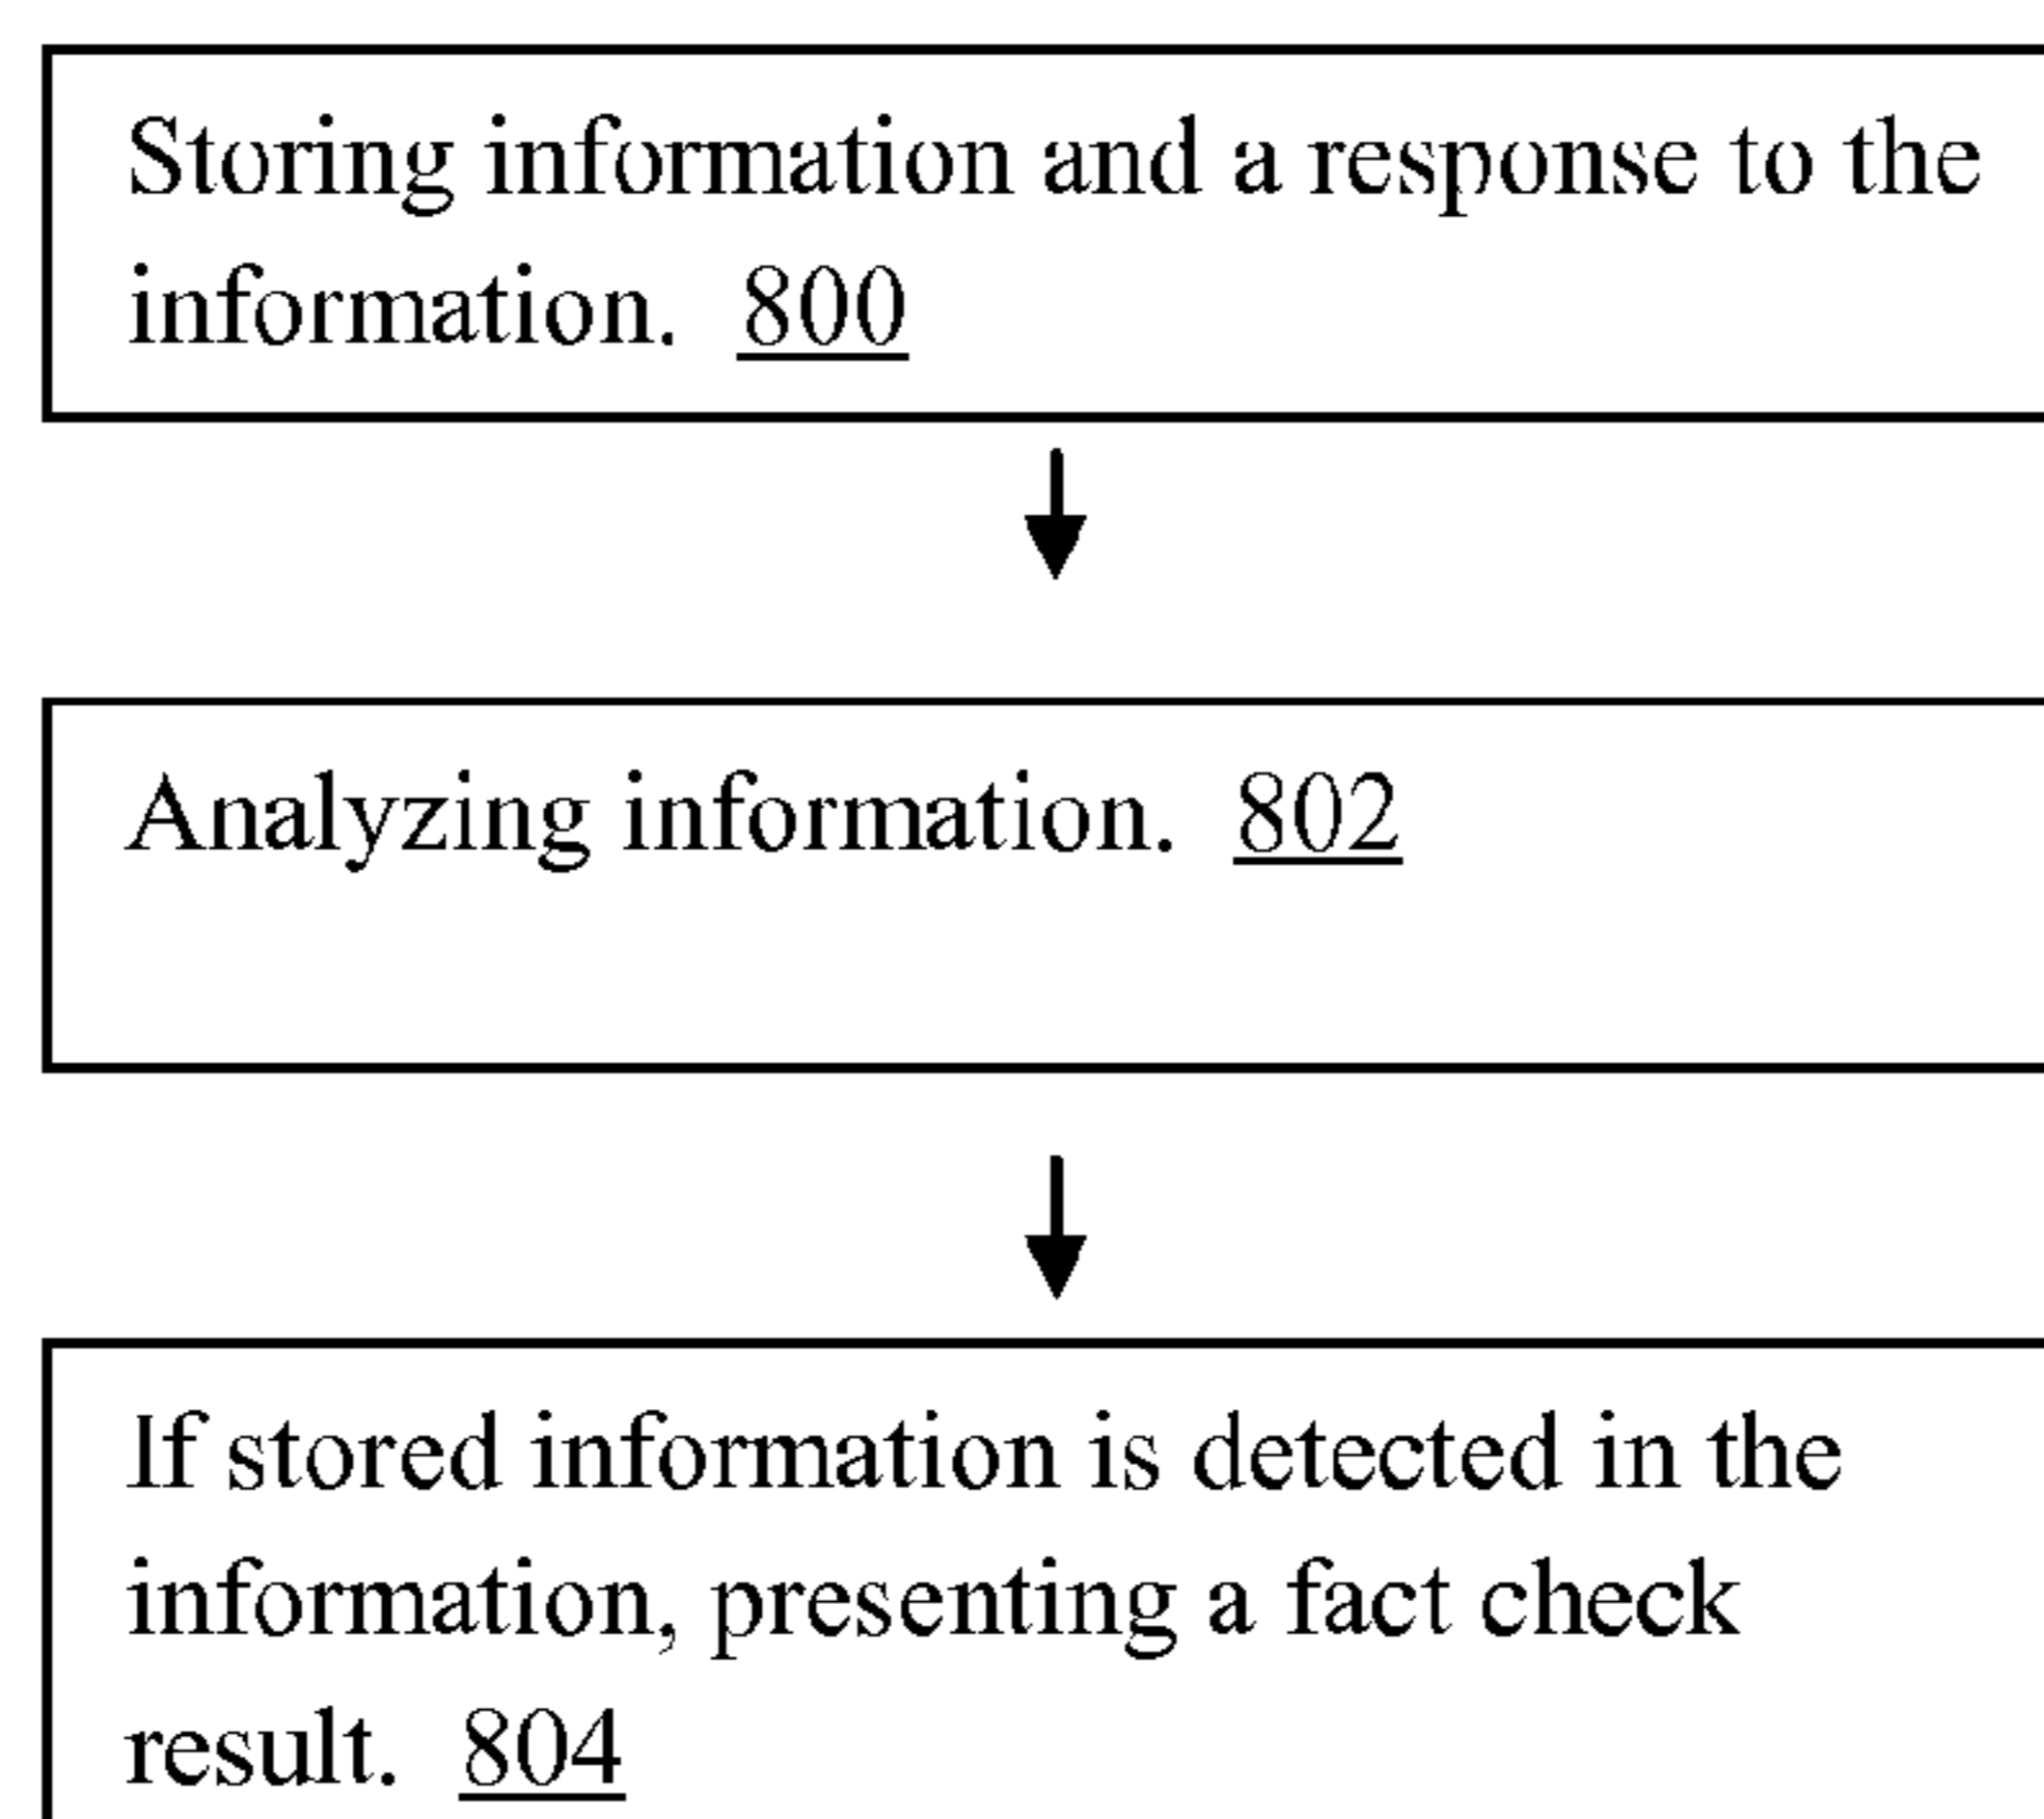 Storing information and a response to the
information. 800
Analyzing information. 802
If stored information is detected in the
information, presenting a fact check
result. 804